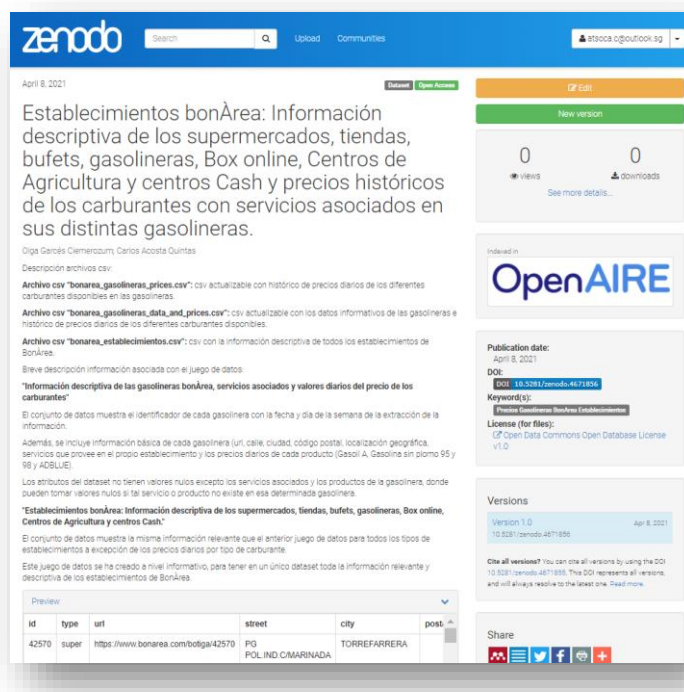 zenodo
Search
Upload
Communities
atsoca.c@outlook.sg
April 8, 2021
Dataset
Open Access
Establecimientos bonÀrea: Información
descriptiva de los supermercados, tiendas,
bufets, gasolineras, Box online, Centros de
Agricultura y centros Cash y precios históricos
de los carburantes con servicios asociados en
sus distintas gasolineras.
Olga Garcés Ciemerozum; Carlos Acosta Quintas
Descripción archivos csv:
Archivo csv "bonarea_gasolineras_prices.csv": csv actualizable con histórico de precios diarios de los diferentes
carburantes disponibles en las gasolineras.
Archivo csv "bonarea_gasolineras_data_and_prices.csv": csv actualizable con los datos informativos de las gasolineras e
histórico de precios diarios de los diferentes carburantes disponibles.
Archivo csv "bonarea_establecimientos.csv": csv con la información descriptiva de todos los establecimientos de
BonÀrea.
Breve descripción información asociada con el juego de datos:
"Información descriptiva de las gasolineras bonÀrea, servicios asociados y valores diarios del precio de los
carburantes"
El conjunto de datos muestra el identificador de cada gasolinera con la fecha y día de la semana de la extracción de la
información.
Además, se incluye información básica de cada gasolinera (url, calle, ciudad, código postal, localización geográfica,
servicios que provee en el propio establecimiento y los precios diarios de cada producto (Gasoil A, Gasolina sin plomo 95 y
98 y ADBLUE).
Los atributos del dataset no tienen valores nulos excepto los servicios asociados y los productos de la gasolinera, donde
pueden tomar valores nulos si tal servicio o producto no existe en esa determinada gasolinera.
"Establecimientos bonÀrea: Información descriptiva de los supermercados, tiendas, bufets, gasolineras, Box online,
Centros de Agricultura y centros Cash."
El conjunto de datos muestra la misma información relevante que el anterior juego de datos para todos los tipos de
establecimientos a excepción de los precios diarios por tipo de carburante.
Este juego de datos se ha creado a nivel informativo, para tener en un único dataset toda la información relevante y
descriptiva de los establecimientos de BonÀrea.
Preview
id type url street city posta
42570 super https://www.bonarea.com/botiga/42570 PG TORREFARRERA
POL.IND.C/MARINADA
Edit
New version
0 0
views downloads
See more details...
Indexed in
OpenAIRE
Publication date:
April 8, 2021
DOI:
DOI 10.5281/zenodo.4671856
Keyword(s):
Precios Gasolineras BonArea Establecimientos
License (for files):
Open Data Commons Open Database License
v1.0
Versions
Version 1.0 Apr 8, 2021
10.5281/zenodo.4671856
Cite all versions? You can cite all versions by using the DOI
10.5281/zenodo.4671855. This DOI represents all versions,
and will always resolve to the latest one. Read more.
Share